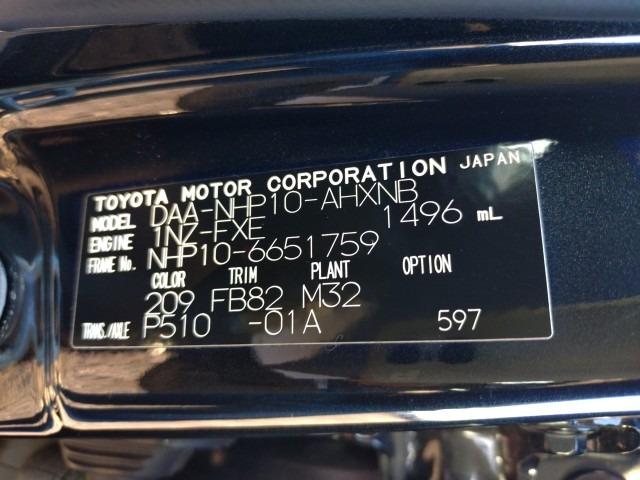 TOYOTA MOTOR CORPORATION JAPAN
MODEL DAA-NHP10-AHXNB
ENGINE 1NZ-FXE 1496 mL
FRAME No. NHP10-6651759
COLOR TRIM PLANT OPTION
209 FB82 M32
TRANS./AXLE P510 -01A 597